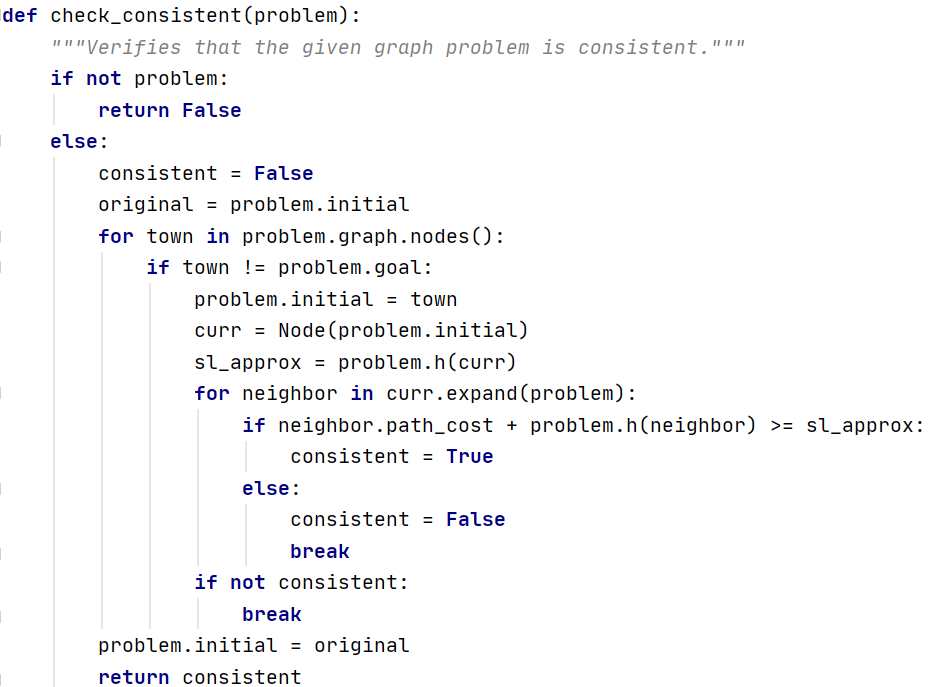 def check_consistent(problem):
    """Verifies that the given graph problem is consistent."""
    if not problem:
        return False
    else:
        consistent = False
        original = problem.initial
        for town in problem.graph.nodes():
            if town != problem.goal:
                problem.initial = town
                curr = Node(problem.initial)
                sl_approx = problem.h(curr)
                for neighbor in curr.expand(problem):
                    if neighbor.path_cost + problem.h(neighbor) >= sl_approx:
                        consistent = True
                    else:
                        consistent = False
                        break
                if not consistent:
                    break
        problem.initial = original
        return consistent